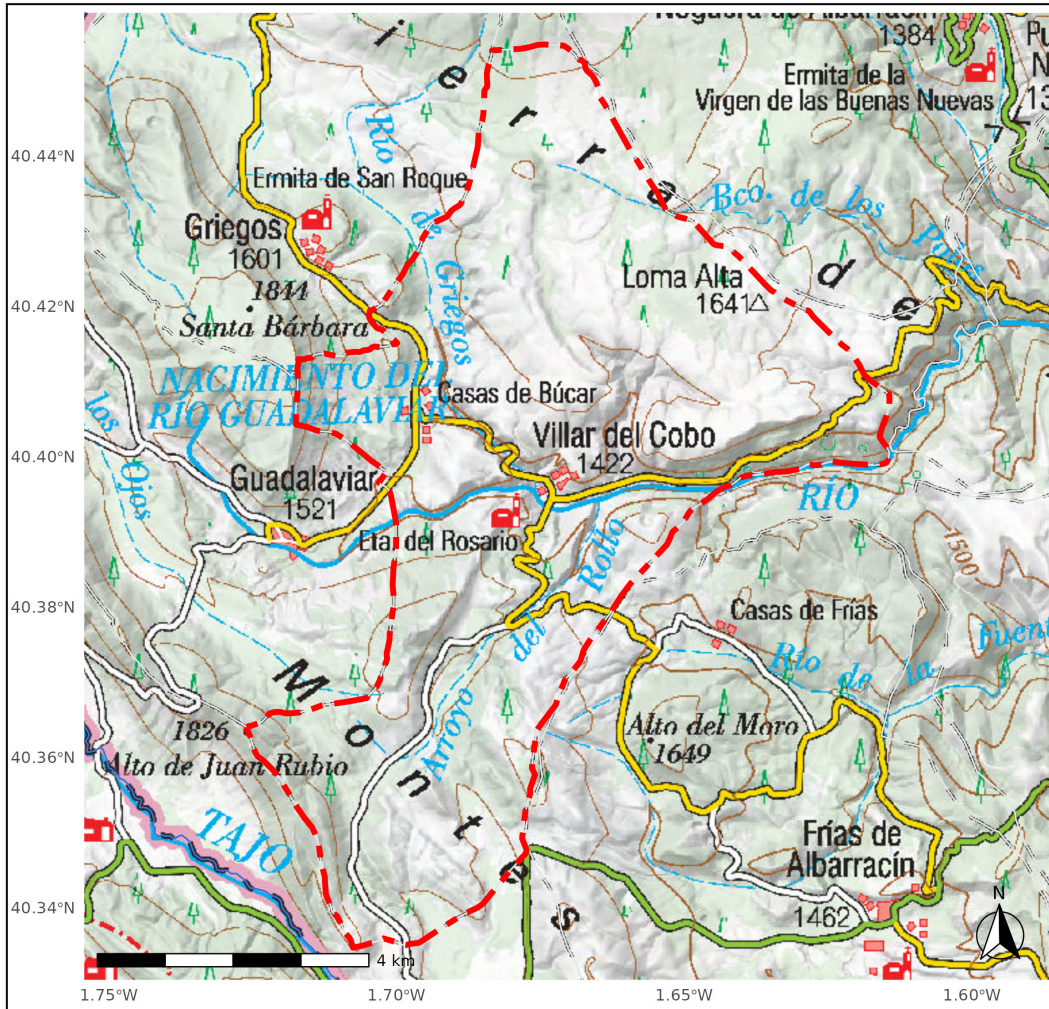 Noguera de Albarracín
1384
Pu
N
13
Ermita de la
Virgen de las Buenas Nuevas
i
e
r
r
a
d
e
Río
de
Griegos
40.44°N
Ermita de San Roque
Griegos
1601
Bco. de los
Loma Alta
1641
1844
Santa Bárbara
40.42°N
NACIMIENTO DEL
RÍO GUADALAVIAR
los
Ojos
Casas de Búcar
Villar del Cobo
1422
40.40°N
Guadalaviar
1521
RÍO
Eta. del Rosario
Arroyo
del
Rollo
1500
40.38°N
Casas de Frías
Río de la Fuente
M
o
n
t
e
s
1826
Alto de Juan Rubio
Alto del Moro
1649
40.36°N
TAJO
Frías de
Albarracín
1462
40.34°N
N
4 km
1.75°W
1.70°W
1.65°W
1.60°W